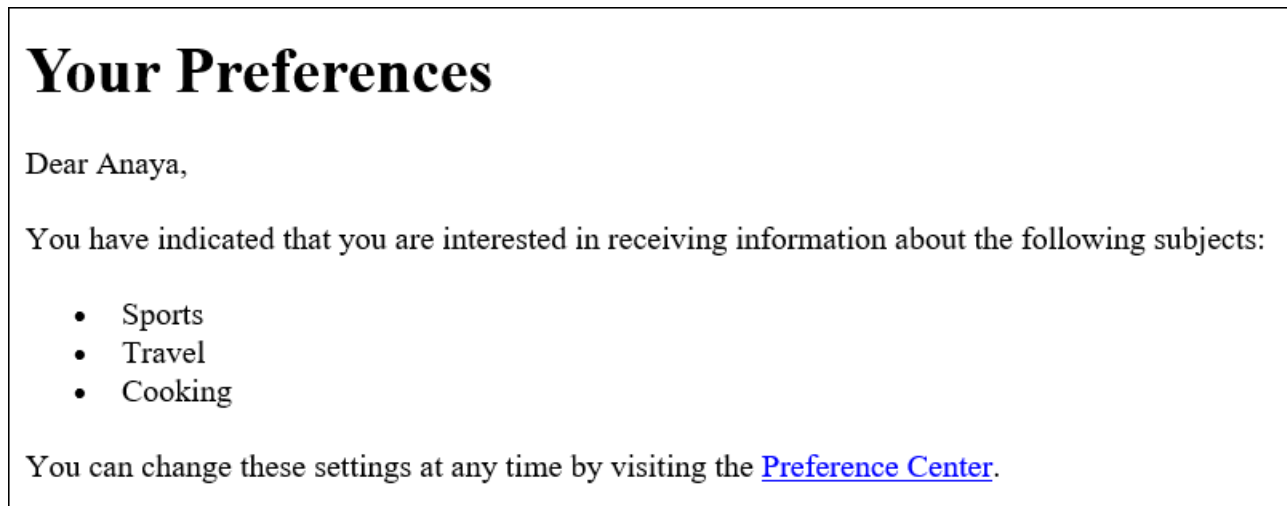 Your Preferences
Dear Anaya,
You have indicated that you are interested in receiving information about the following subjects:
• Sports
• Travel
• Cooking
You can change these settings at any time by visiting the Preference Center.